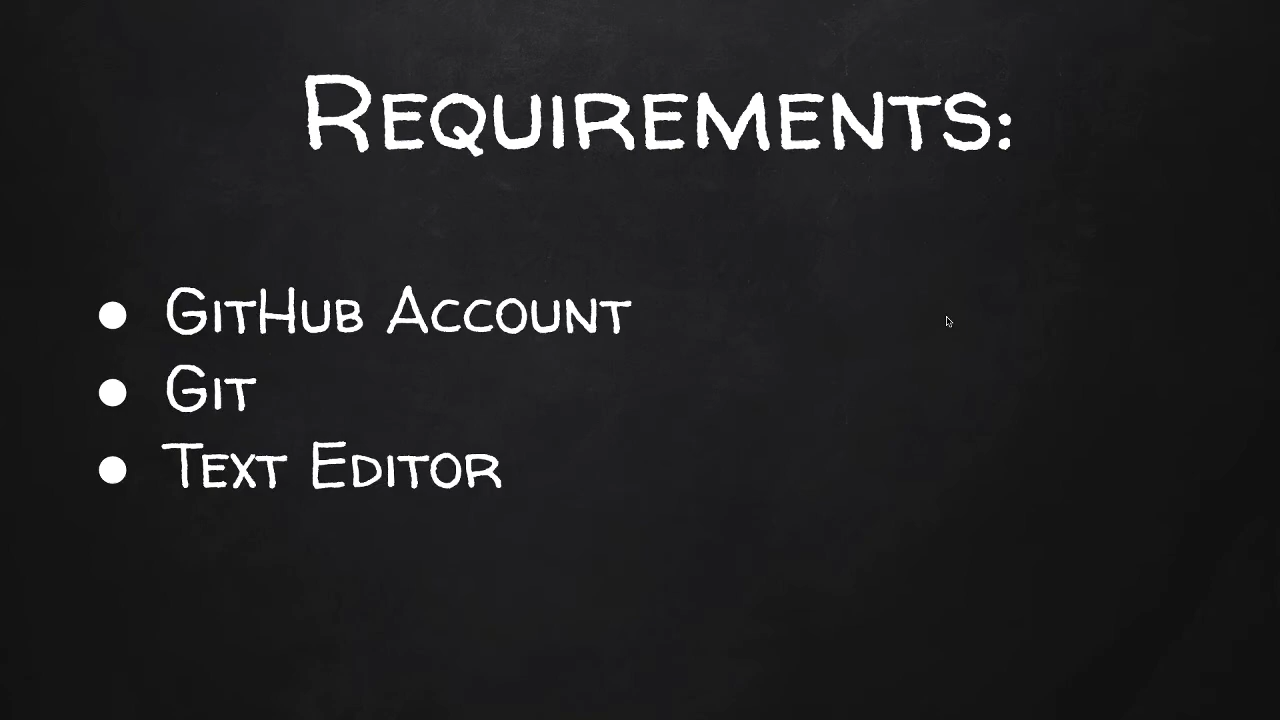 Requirements:
● GitHub Account
● Git
● Text Editor